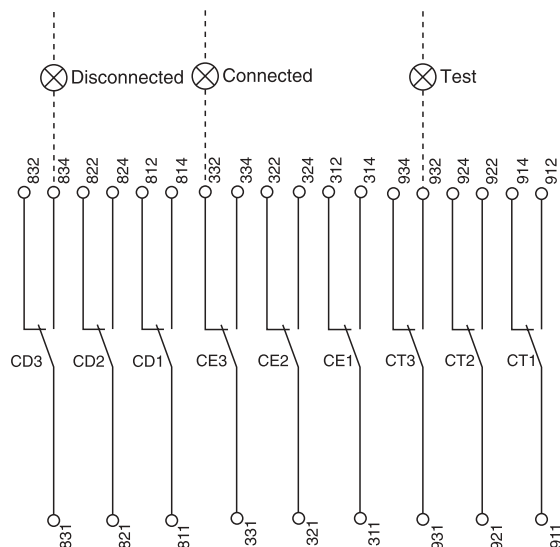 Disconnected Connected Test
832 834 822 824 812 814 332 334 322 324 312 314 934 932 924 922 914 912
CD3 CD2 CD1 CE3 CE2 CE1 CT3 CT2 CT1
831 821 811 331 321 311 931 921 911